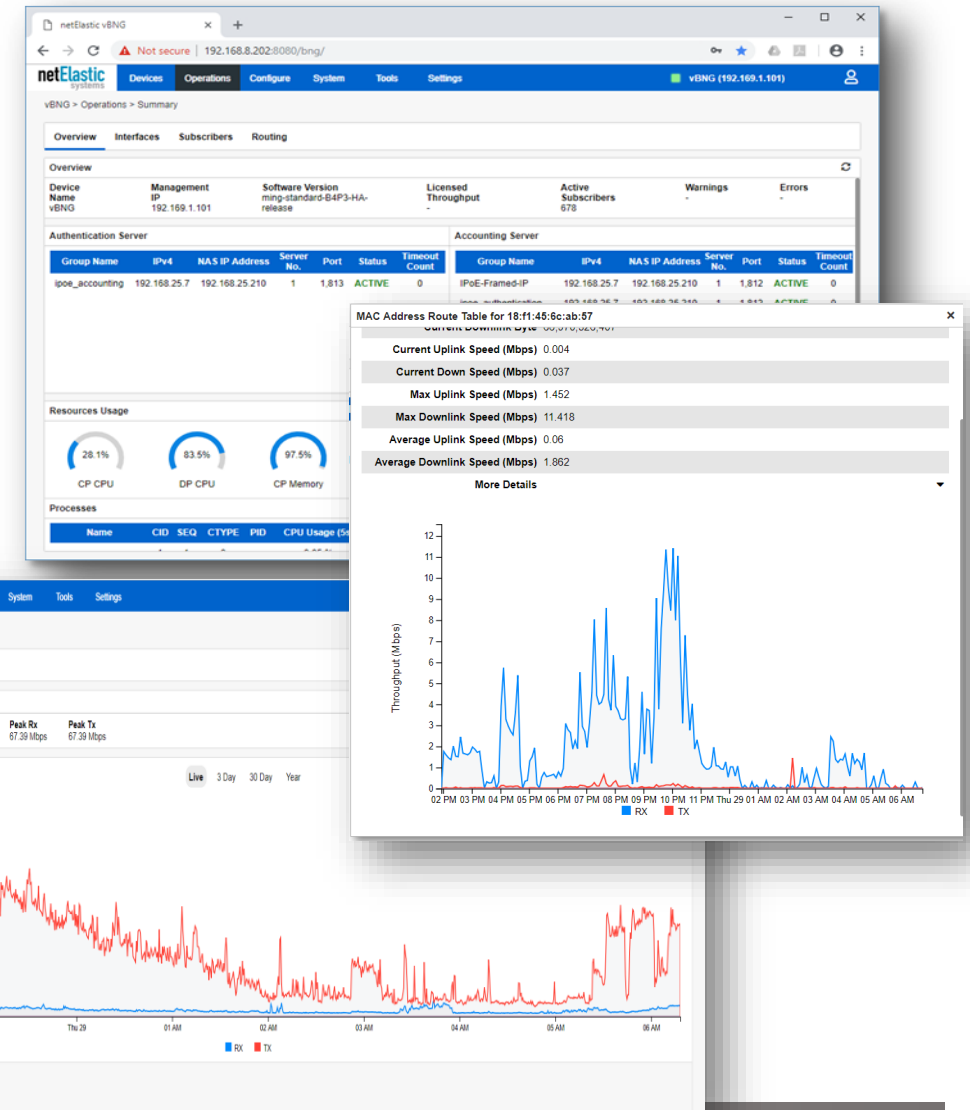 netElastic vBNG
Not secure | 192.168.8.202:8080/bng/
netElastic systems Devices Operations Configure System Tools Settings vBNG (192.169.1.101)
vBNG > Operations > Summary
Overview Interfaces Subscribers Routing
Overview
Device Name Management IP Software Version Licensed Throughput Active Subscribers Warnings Errors
vBNG 192.169.1.101 ming-standard-B4P3-HA-release - 678 - -
Authentication Server
Group Name IPv4 NAS IP Address Server No. Port Status Timeout Count
ipoe_accounting 192.168.25.7 192.168.25.210 1 1,813 ACTIVE 0
Accounting Server
Group Name IPv4 NAS IP Address Server No. Port Status Timeout Count
IPoE-Framed-IP 192.168.25.7 192.168.25.210 1 1,812 ACTIVE 0
Resources Usage
28.1% 83.5% 97.5%
CP CPU DP CPU CP Memory
Processes
Name CID SEQ CTYPE PID CPU Usage (5s
MAC Address Route Table for 18:f1:45:6c:ab:57
Current Downlink Byte
Current Uplink Speed (Mbps) 0.004
Current Down Speed (Mbps) 0.037
Max Uplink Speed (Mbps) 1.452
Max Downlink Speed (Mbps) 11.418
Average Uplink Speed (Mbps) 0.06
Average Downlink Speed (Mbps) 1.862
More Details
Throughput (Mbps)
12
11
10
9
8
7
6
5
4
3
2
1
0
02 PM 03 PM 04 PM 05 PM 06 PM 07 PM 08 PM 09 PM 10 PM 11 PM Thu 29 01 AM 02 AM 03 AM 04 AM 05 AM 06 AM
RX TX
System Tools Settings
Peak Rx Peak Tx
67.39 Mbps 67.39 Mbps
Live 3 Day 30 Day Year
Thu 29 01 AM 02 AM 03 AM 04 AM 05 AM 06 AM
RX TX